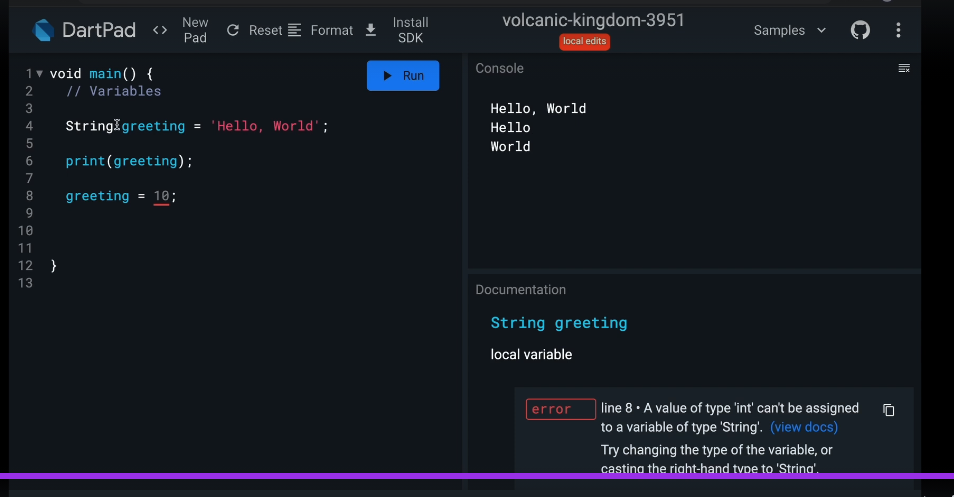 DartPad
<>
New Pad
Reset
Format
Install SDK
volcanic-kingdom-3951
local edits
Samples
1 void main() {
2 // Variables
3
4 String greeting = 'Hello, World';
5
6 print(greeting);
7
8 greeting = 10;
9
10
11
12 }
13
Run
Console
Hello, World
Hello
World
Documentation
String greeting
local variable
error
line 8 • A value of type 'int' can't be assigned
to a variable of type 'String'. (view docs)
Try changing the type of the variable, or
casting the right-hand type to 'String'.